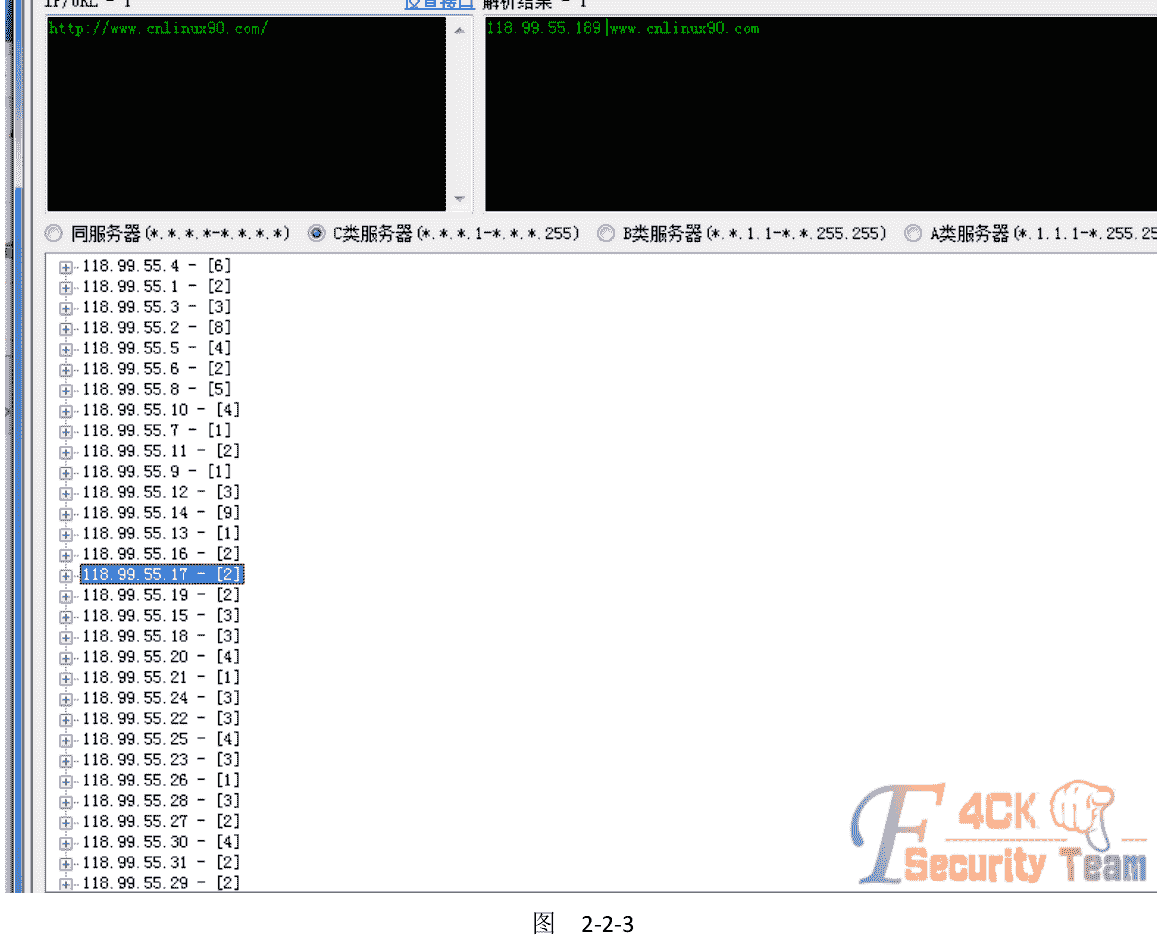 IP/URL - 1 反查接口 解析结果 - 1
http://www.cnlinux90.com/ 118.99.55.189|www.cnlinux90.com
同服务器(*.*.*.*-*.*.*.*) C类服务器(*.*.*.1-*.*.*.255) B类服务器(*.*.1.1-*.*.255.255) A类服务器(*.1.1.1-*.255.25
118.99.55.4 - [6]
118.99.55.1 - [2]
118.99.55.3 - [3]
118.99.55.2 - [8]
118.99.55.5 - [4]
118.99.55.6 - [2]
118.99.55.8 - [5]
118.99.55.10 - [4]
118.99.55.7 - [1]
118.99.55.11 - [2]
118.99.55.9 - [1]
118.99.55.12 - [3]
118.99.55.14 - [9]
118.99.55.13 - [1]
118.99.55.16 - [2]
118.99.55.17 - [2]
118.99.55.19 - [2]
118.99.55.15 - [3]
118.99.55.18 - [3]
118.99.55.20 - [4]
118.99.55.21 - [1]
118.99.55.24 - [3]
118.99.55.22 - [3]
118.99.55.25 - [4]
118.99.55.23 - [3]
118.99.55.26 - [1]
118.99.55.28 - [3]
118.99.55.27 - [2]
118.99.55.30 - [4]
118.99.55.31 - [2]
118.99.55.29 - [2]
F4CK
Security Team
图 2-2-3